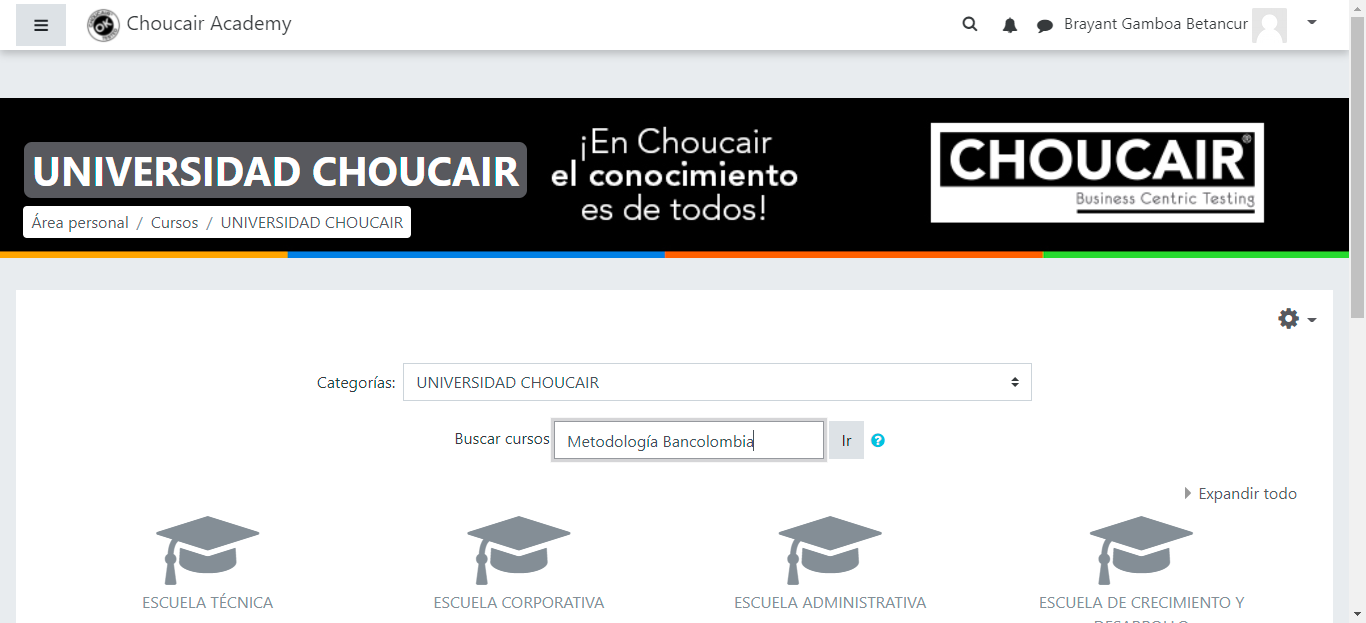 Choucair Academy
Brayant Gamboa Betancur
UNIVERSIDAD CHOUCAIR
Área personal / Cursos / UNIVERSIDAD CHOUCAIR
¡En Choucair
el conocimiento
es de todos!
CHOUCAIR®
Business Centric Testing
Categorías: UNIVERSIDAD CHOUCAIR
Buscar cursos Metodología Bancolombia Ir ?
Expandir todo
ESCUELA TÉCNICA
ESCUELA CORPORATIVA
ESCUELA ADMINISTRATIVA
ESCUELA DE CRECIMIENTO Y
DESARROLLO